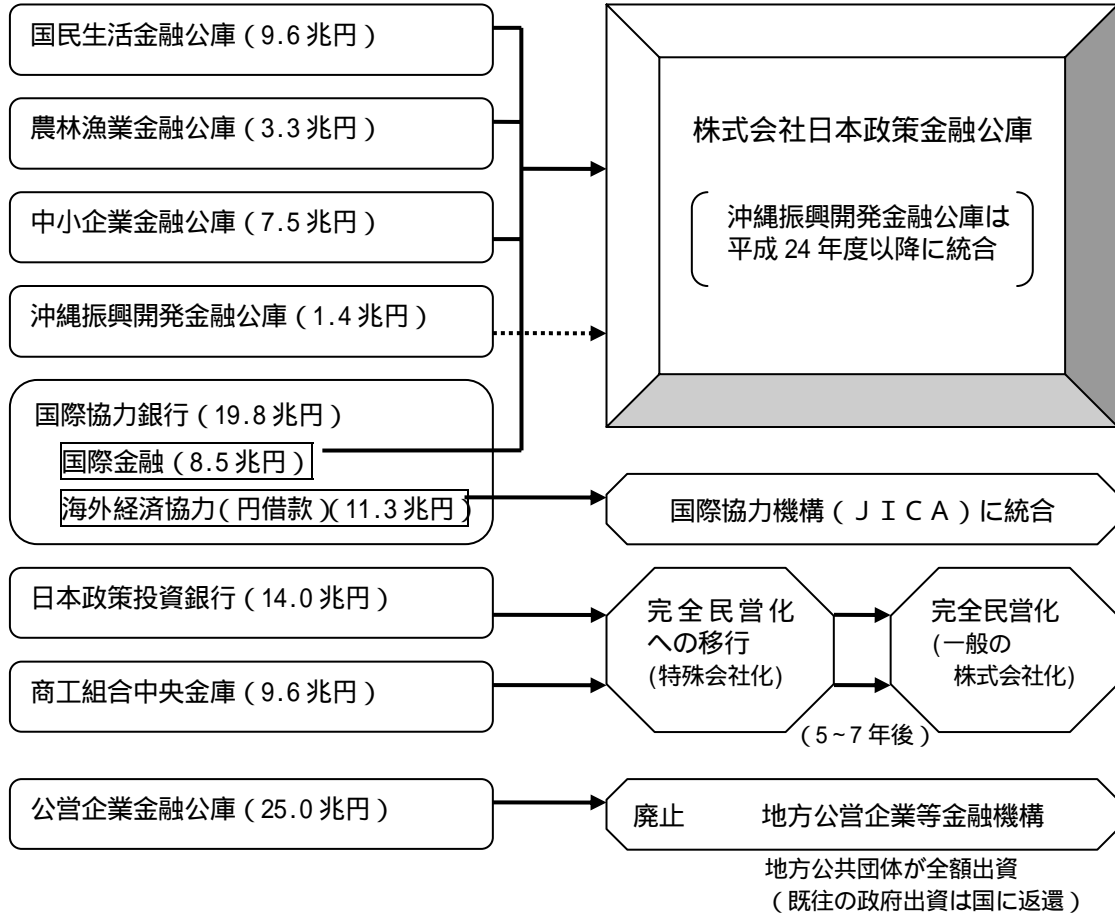 国民生活金融公庫（9.6 兆円）
農林漁業金融公庫（3.3 兆円）
中小企業金融公庫（7.5 兆円）
沖縄振興開発金融公庫（1.4 兆円）
国際協力銀行（19.8 兆円）
国際金融（8.5 兆円）
海外経済協力（円借款）（11.3 兆円）
日本政策投資銀行（14.0 兆円）
商工組合中央金庫（9.6 兆円）
公営企業金融公庫（25.0 兆円）
株式会社日本政策金融公庫
沖縄振興開発金融公庫は
平成 24 年度以降に統合
国際協力機構（ＪＩＣＡ）に統合
完全民営化
への移行
(特殊会社化)
完全民営化
(一般の
株式会社化)
（5~7 年後）
廃止　　地方公営企業等金融機構
地方公共団体が全額出資
（既往の政府出資は国に返還）